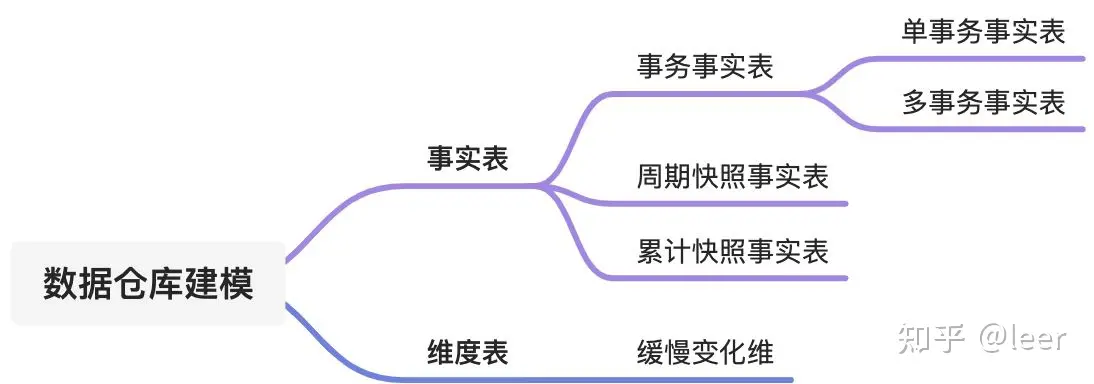 单事务事实表
事务事实表
多事务事实表
事实表
周期快照事实表
累计快照事实表
数据仓库建模
维度表
缓慢变化维
知乎 @leer